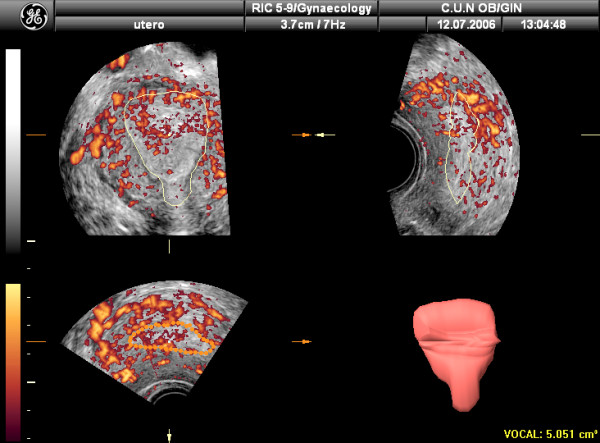 RIC 5-9/Gynaecology C.U.N OB/GIN
utero 3.7cm / 7Hz 12.07.2006 13:04:48
VOCAL: 5.051 cm³